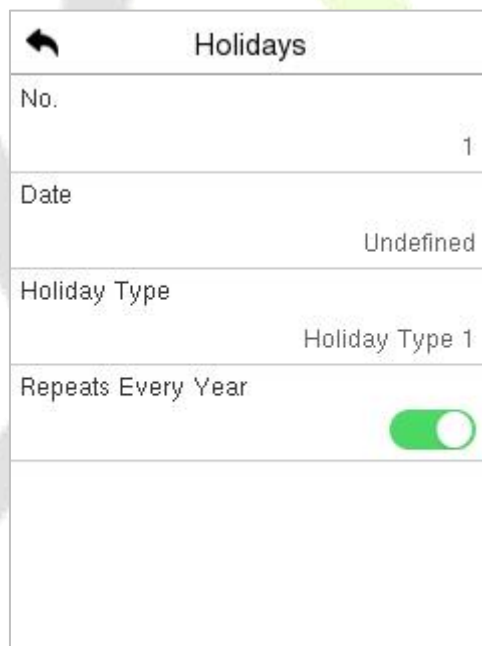 Holidays
No.
1
Date
Undefined
Holiday Type
Holiday Type 1
Repeats Every Year